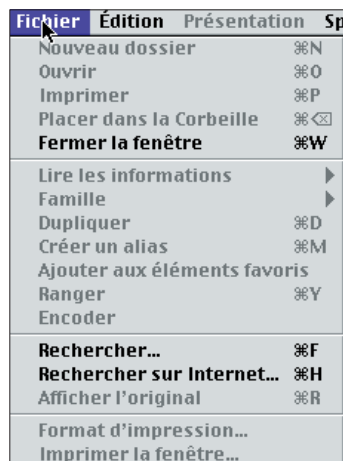 Fichier Édition Présentation Sp
Nouveau dossier ⌘N
Ouvrir ⌘O
Imprimer ⌘P
Placer dans la Corbeille ⌘⌫
Fermer la fenêtre ⌘W
Lire les informations ▶
Famille ▶
Dupliquer ⌘D
Créer un alias ⌘M
Ajouter aux éléments favoris
Ranger ⌘Y
Encoder
Rechercher... ⌘F
Rechercher sur Internet... ⌘H
Afficher l'original ⌘R
Format d'impression...
Imprimer la fenêtre...